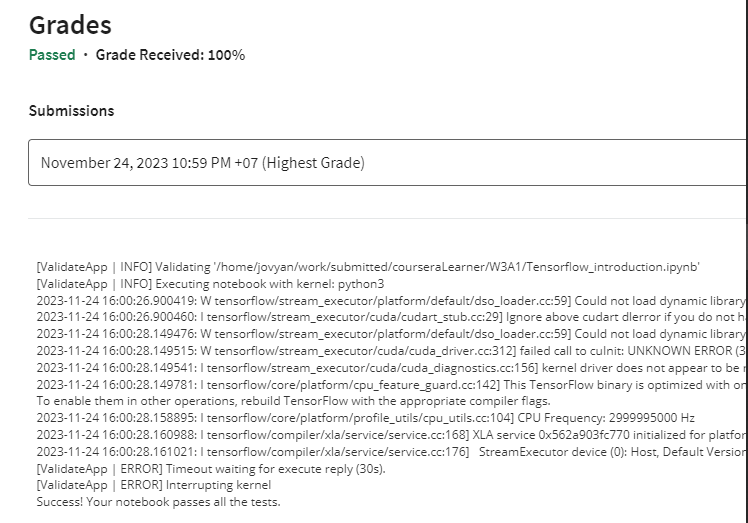 Grades
Passed · Grade Received: 100%
Submissions
November 24, 2023 10:59 PM +07 (Highest Grade)
[ValidateApp | INFO] Validating '/home/jovyan/work/submitted/courseraLearner/W3A1/Tensorflow_introduction.ipynb'
[ValidateApp | INFO] Executing notebook with kernel: python3
2023-11-24 16:00:26.900419: W tensorflow/stream_executor/platform/default/dso_loader.cc:59] Could not load dynamic library
2023-11-24 16:00:26.900460: I tensorflow/stream_executor/cuda/cudart_stub.cc:29] Ignore above cudart dlerror if you do not h
2023-11-24 16:00:28.149476: W tensorflow/stream_executor/platform/default/dso_loader.cc:59] Could not load dynamic library
2023-11-24 16:00:28.149515: W tensorflow/stream_executor/cuda/cuda_driver.cc:312] failed call to cuInit: UNKNOWN ERROR (3
2023-11-24 16:00:28.149541: I tensorflow/stream_executor/cuda/cuda_diagnostics.cc:156] kernel driver does not appear to be
2023-11-24 16:00:28.149781: I tensorflow/core/platform/cpu_feature_guard.cc:142] This TensorFlow binary is optimized with
To enable them in other operations, rebuild TensorFlow with the appropriate compiler flags.
2023-11-24 16:00:28.158895: I tensorflow/core/platform/profile_utils/cpu_utils.cc:104] CPU Frequency: 2999995000 Hz
2023-11-24 16:00:28.160988: I tensorflow/compiler/xla/service/service.cc:168] XLA service 0x562a903fc770 initialized for platfor
2023-11-24 16:00:28.161021: I tensorflow/compiler/xla/service/service.cc:176]   StreamExecutor device (0): Host, Default Version
[ValidateApp | ERROR] Timeout waiting for execute reply (30s).
[ValidateApp | ERROR] Interrupting kernel
Success! Your notebook passes all the tests.